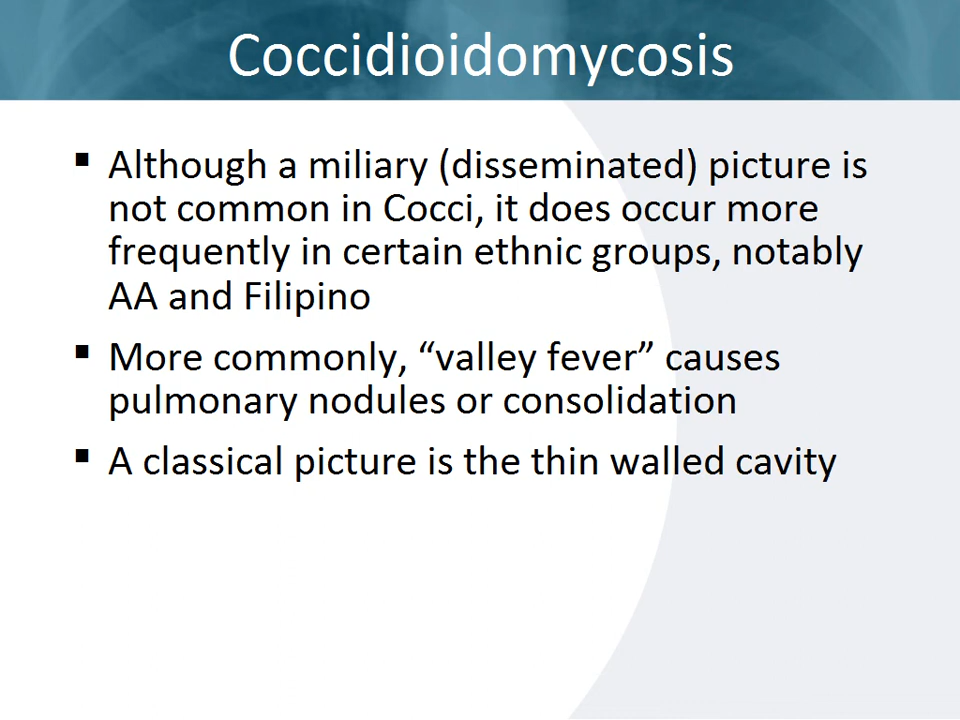 Coccidioidomycosis
▪ Although a miliary (disseminated) picture is
not common in Cocci, it does occur more
frequently in certain ethnic groups, notably
AA and Filipino
▪ More commonly, “valley fever” causes
pulmonary nodules or consolidation
▪ A classical picture is the thin walled cavity